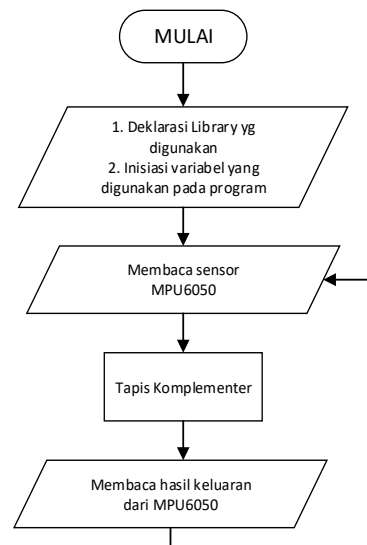 MULAI
1. Deklarasi Library yg
digunakan
2. Inisiasi variabel yang
digunakan pada program
Membaca sensor
MPU6050
Tapis Komplementer
Membaca hasil keluaran
dari MPU6050